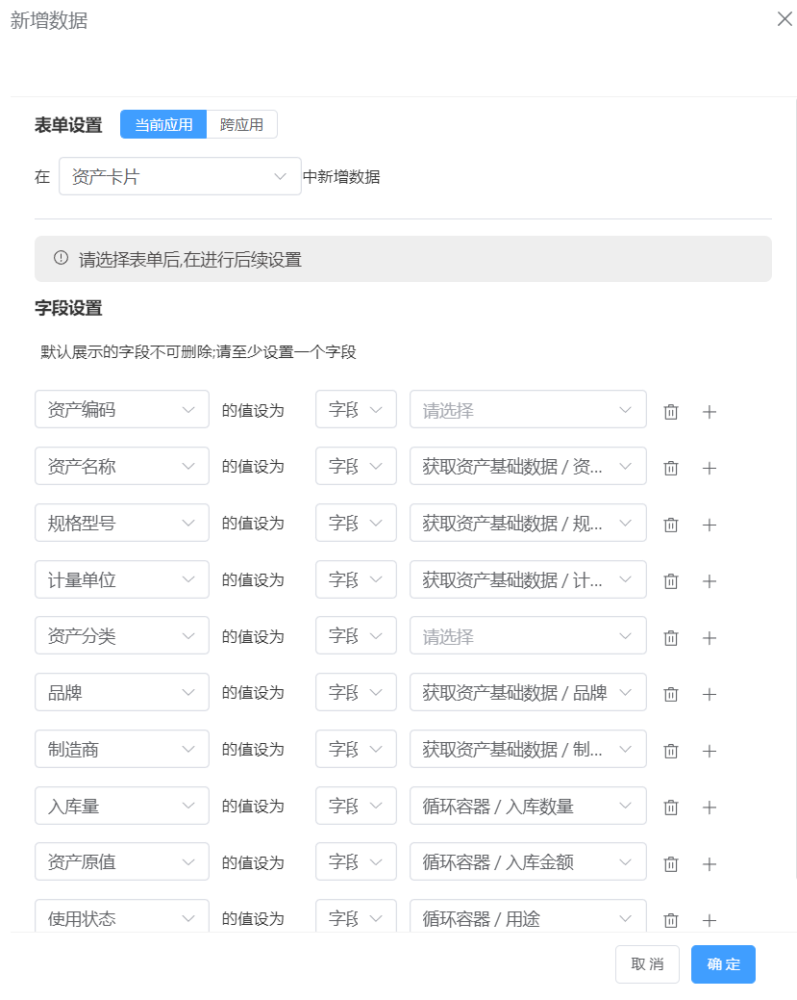 新增数据
表单设置 当前应用 跨应用
在 资产卡片 中新增数据
请选择表单后,在进行后续设置
字段设置
默认展示的字段不可删除;请至少设置一个字段
资产编码 的值设为 字段 请选择
资产名称 的值设为 字段 获取资产基础数据 / 资...
规格型号 的值设为 字段 获取资产基础数据 / 规...
计量单位 的值设为 字段 获取资产基础数据 / 计...
资产分类 的值设为 字段 请选择
品牌 的值设为 字段 获取资产基础数据 / 品牌
制造商 的值设为 字段 获取资产基础数据 / 制...
入库量 的值设为 字段 循环容器 / 入库数量
资产原值 的值设为 字段 循环容器 / 入库金额
使用状态 的值设为 字段 循环容器 / 用途
取消 确定